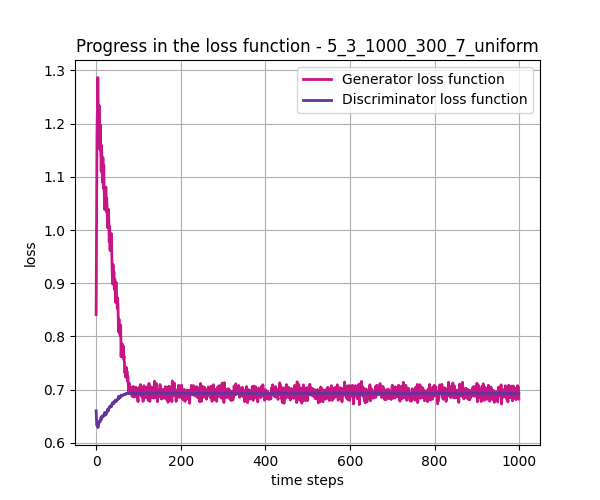 Progress in the loss function - 5_3_1000_300_7_uniform
Generator loss function
Discriminator loss function
1.3
1.2
1.1
1.0
0.9
0.8
0.7
0.6
loss
0 200 400 600 800 1000
time steps